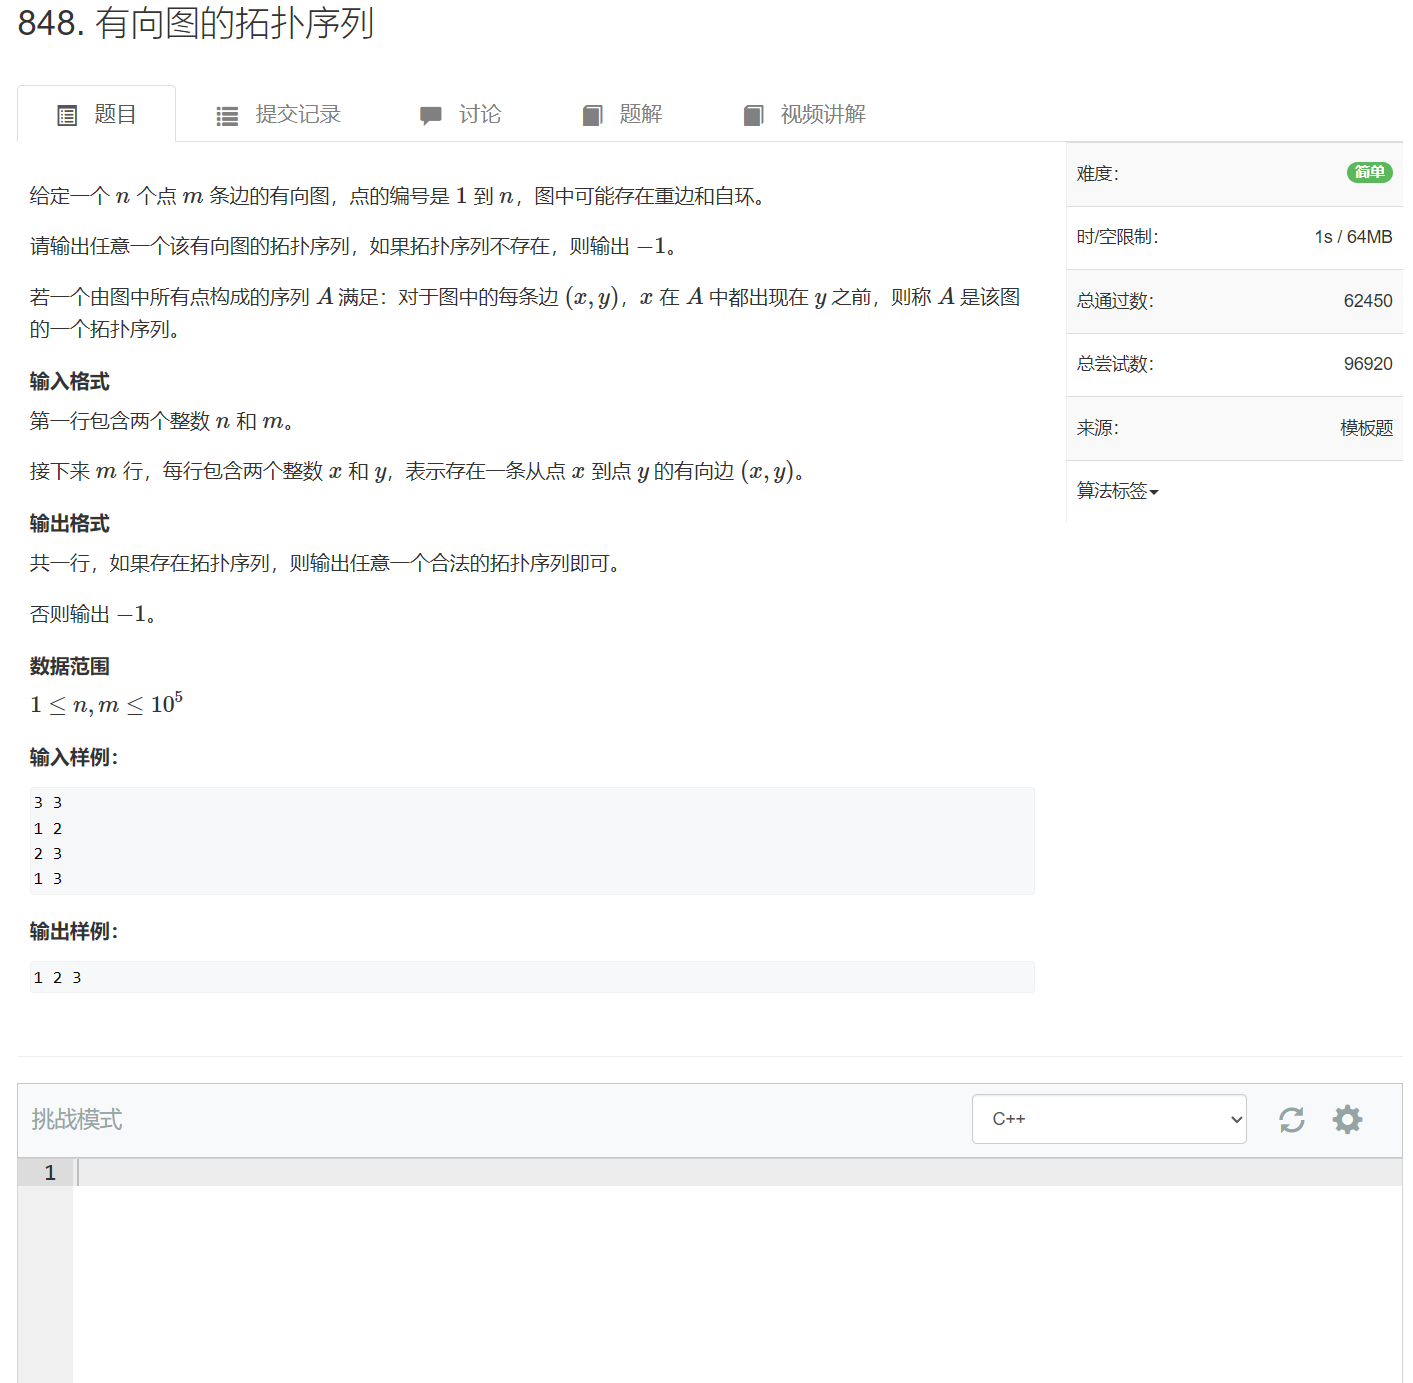 848. 有向图的拓扑序列
题目 提交记录 讨论 题解 视频讲解
给定一个 n 个点 m 条边的有向图，点的编号是 1 到 n，图中可能存在重边和自环。
请输出任意一个该有向图的拓扑序列，如果拓扑序列不存在，则输出 −1。
若一个由图中所有点构成的序列 A 满足：对于图中的每条边 (x, y)，x 在 A 中都出现在 y 之前，则称 A 是该图
的一个拓扑序列。
输入格式
第一行包含两个整数 n 和 m。
接下来 m 行，每行包含两个整数 x 和 y，表示存在一条从点 x 到点 y 的有向边 (x, y)。
输出格式
共一行，如果存在拓扑序列，则输出任意一个合法的拓扑序列即可。
否则输出 −1。
数据范围
1 ≤ n, m ≤ 10⁵
输入样例：
3 3
1 2
2 3
1 3
输出样例：
1 2 3
难度： 简单
时/空限制： 1s / 64MB
总通过数： 62450
总尝试数： 96920
来源： 模板题
算法标签
挑战模式 C++
1